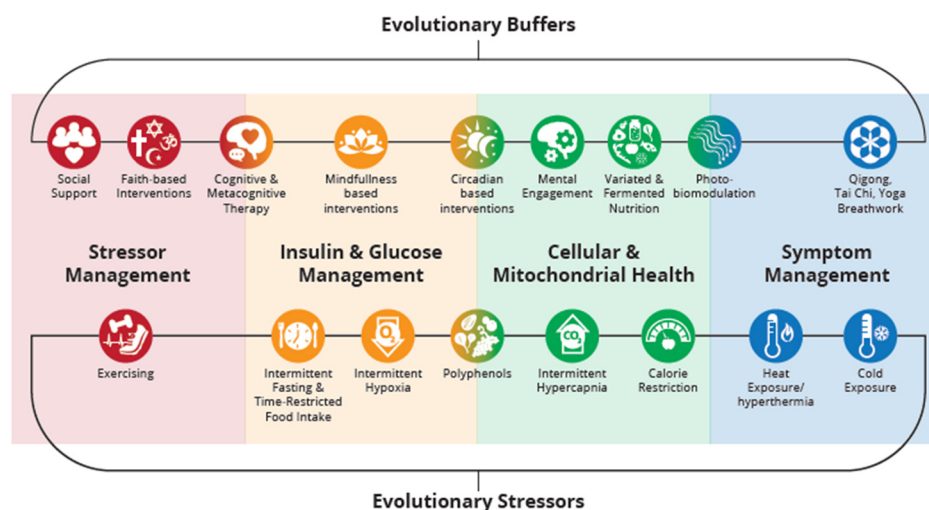 Evolutionary Buffers
Social
Support
Faith-based
Interventions
Cognitive &
Metacognitive
Therapy
Mindfullness
based
interventions
Circadian
based
interventions
Mental
Engagement
Variated &
Fermented
Nutrition
Photo-
biomodulation
Qigong,
Tai Chi, Yoga
Breathwork
Stressor
Management
Insulin & Glucose
Management
Cellular &
Mitochondrial Health
Symptom
Management
O₂
CO₂
Exercising
Intermittent
Fasting &
Time-Restricted
Food Intake
Intermittent
Hypoxia
Polyphenols
Intermittent
Hypercapnia
Calorie
Restriction
Heat
Exposure/
hyperthermia
Cold
Exposure
Evolutionary Stressors